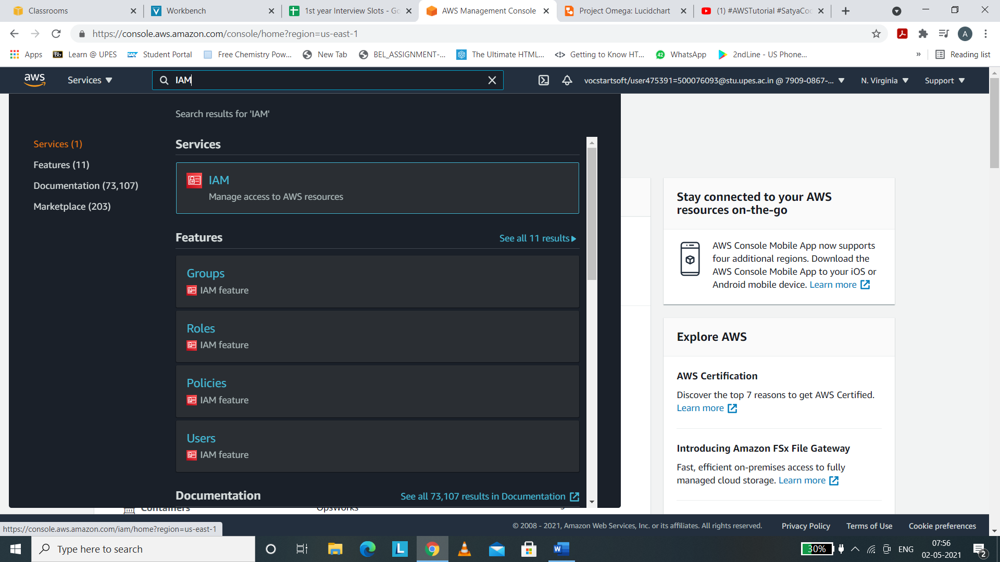 Classrooms
Workbench
1st year Interview Slots - Go
AWS Management Console
Project Omega: Lucidchart
(1) #AWSTutorial #SatyaCo
https://console.aws.amazon.com/console/home?region=us-east-1
A
Apps
Bb
Learn @ UPES
SAP
Student Portal
Free Chemistry Pow...
New Tab
BEL_ASSIGNMENT-...
The Ultimate HTML...
Getting to Know HT...
42
WhatsApp
2ndLine - US Phone...
»
Reading list
aws
Services
IAM
vocstartsoft/user475391=500076093@stu.upes.ac.in @ 7909-0867-...
N. Virginia
Support
Search results for 'IAM'
Services (1)
Features (11)
Documentation (73,107)
Marketplace (203)
Services
IAM
Manage access to AWS resources
Features
See all 11 results
Groups
IAM feature
Roles
IAM feature
Policies
IAM feature
Users
IAM feature
Documentation
See all 73,107 results in Documentation
Stay connected to your AWS
resources on-the-go
AWS Console Mobile App now supports
four additional regions. Download the
AWS Console Mobile App to your iOS or
Android mobile device. Learn more
Explore AWS
AWS Certification
Discover the top 7 reasons to get AWS Certified.
Learn more
Introducing Amazon FSx File Gateway
Fast, efficient on-premises access to fully
managed cloud storage. Learn more
Containers
OpsWorks
© 2008 - 2021, Amazon Web Services, Inc. or its affiliates. All rights reserved.
Privacy Policy
Terms of Use
Cookie preferences
https://console.aws.amazon.com/iam/home?region=us-east-1
Type here to search
L
W
30%
ENG
07:56
02-05-2021
2